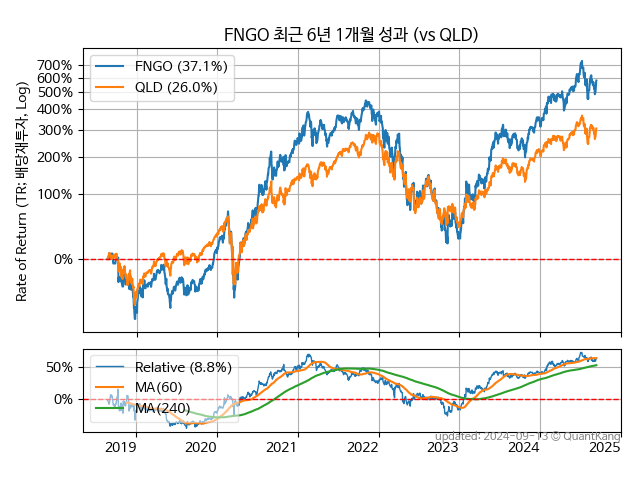 FNGO 최근 6년 1개월 성과 (vs QLD)
Rate of Return (TR: 배당재투자, Log)
700%
600%
500%
400%
300%
200%
100%
0%
FNGO (37.1%)
QLD (26.0%)
50%
0%
Relative (8.8%)
MA(60)
MA(240)
2019 2020 2021 2022 2023 2024 2025
updated: 2024-09-13 © QuantKang